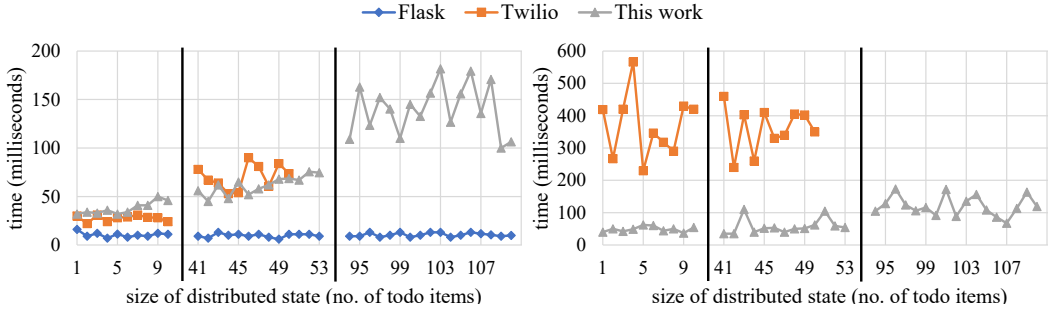 Flask Twilio This work
time (milliseconds)
200
150
100
50
0
1 5 9 41 45 49 53 95 99 103 107
size of distributed state (no. of todo items)
time (milliseconds)
600
500
400
300
200
100
0
1 5 9 41 45 49 53 95 99 103 107
size of distributed state (no. of todo items)